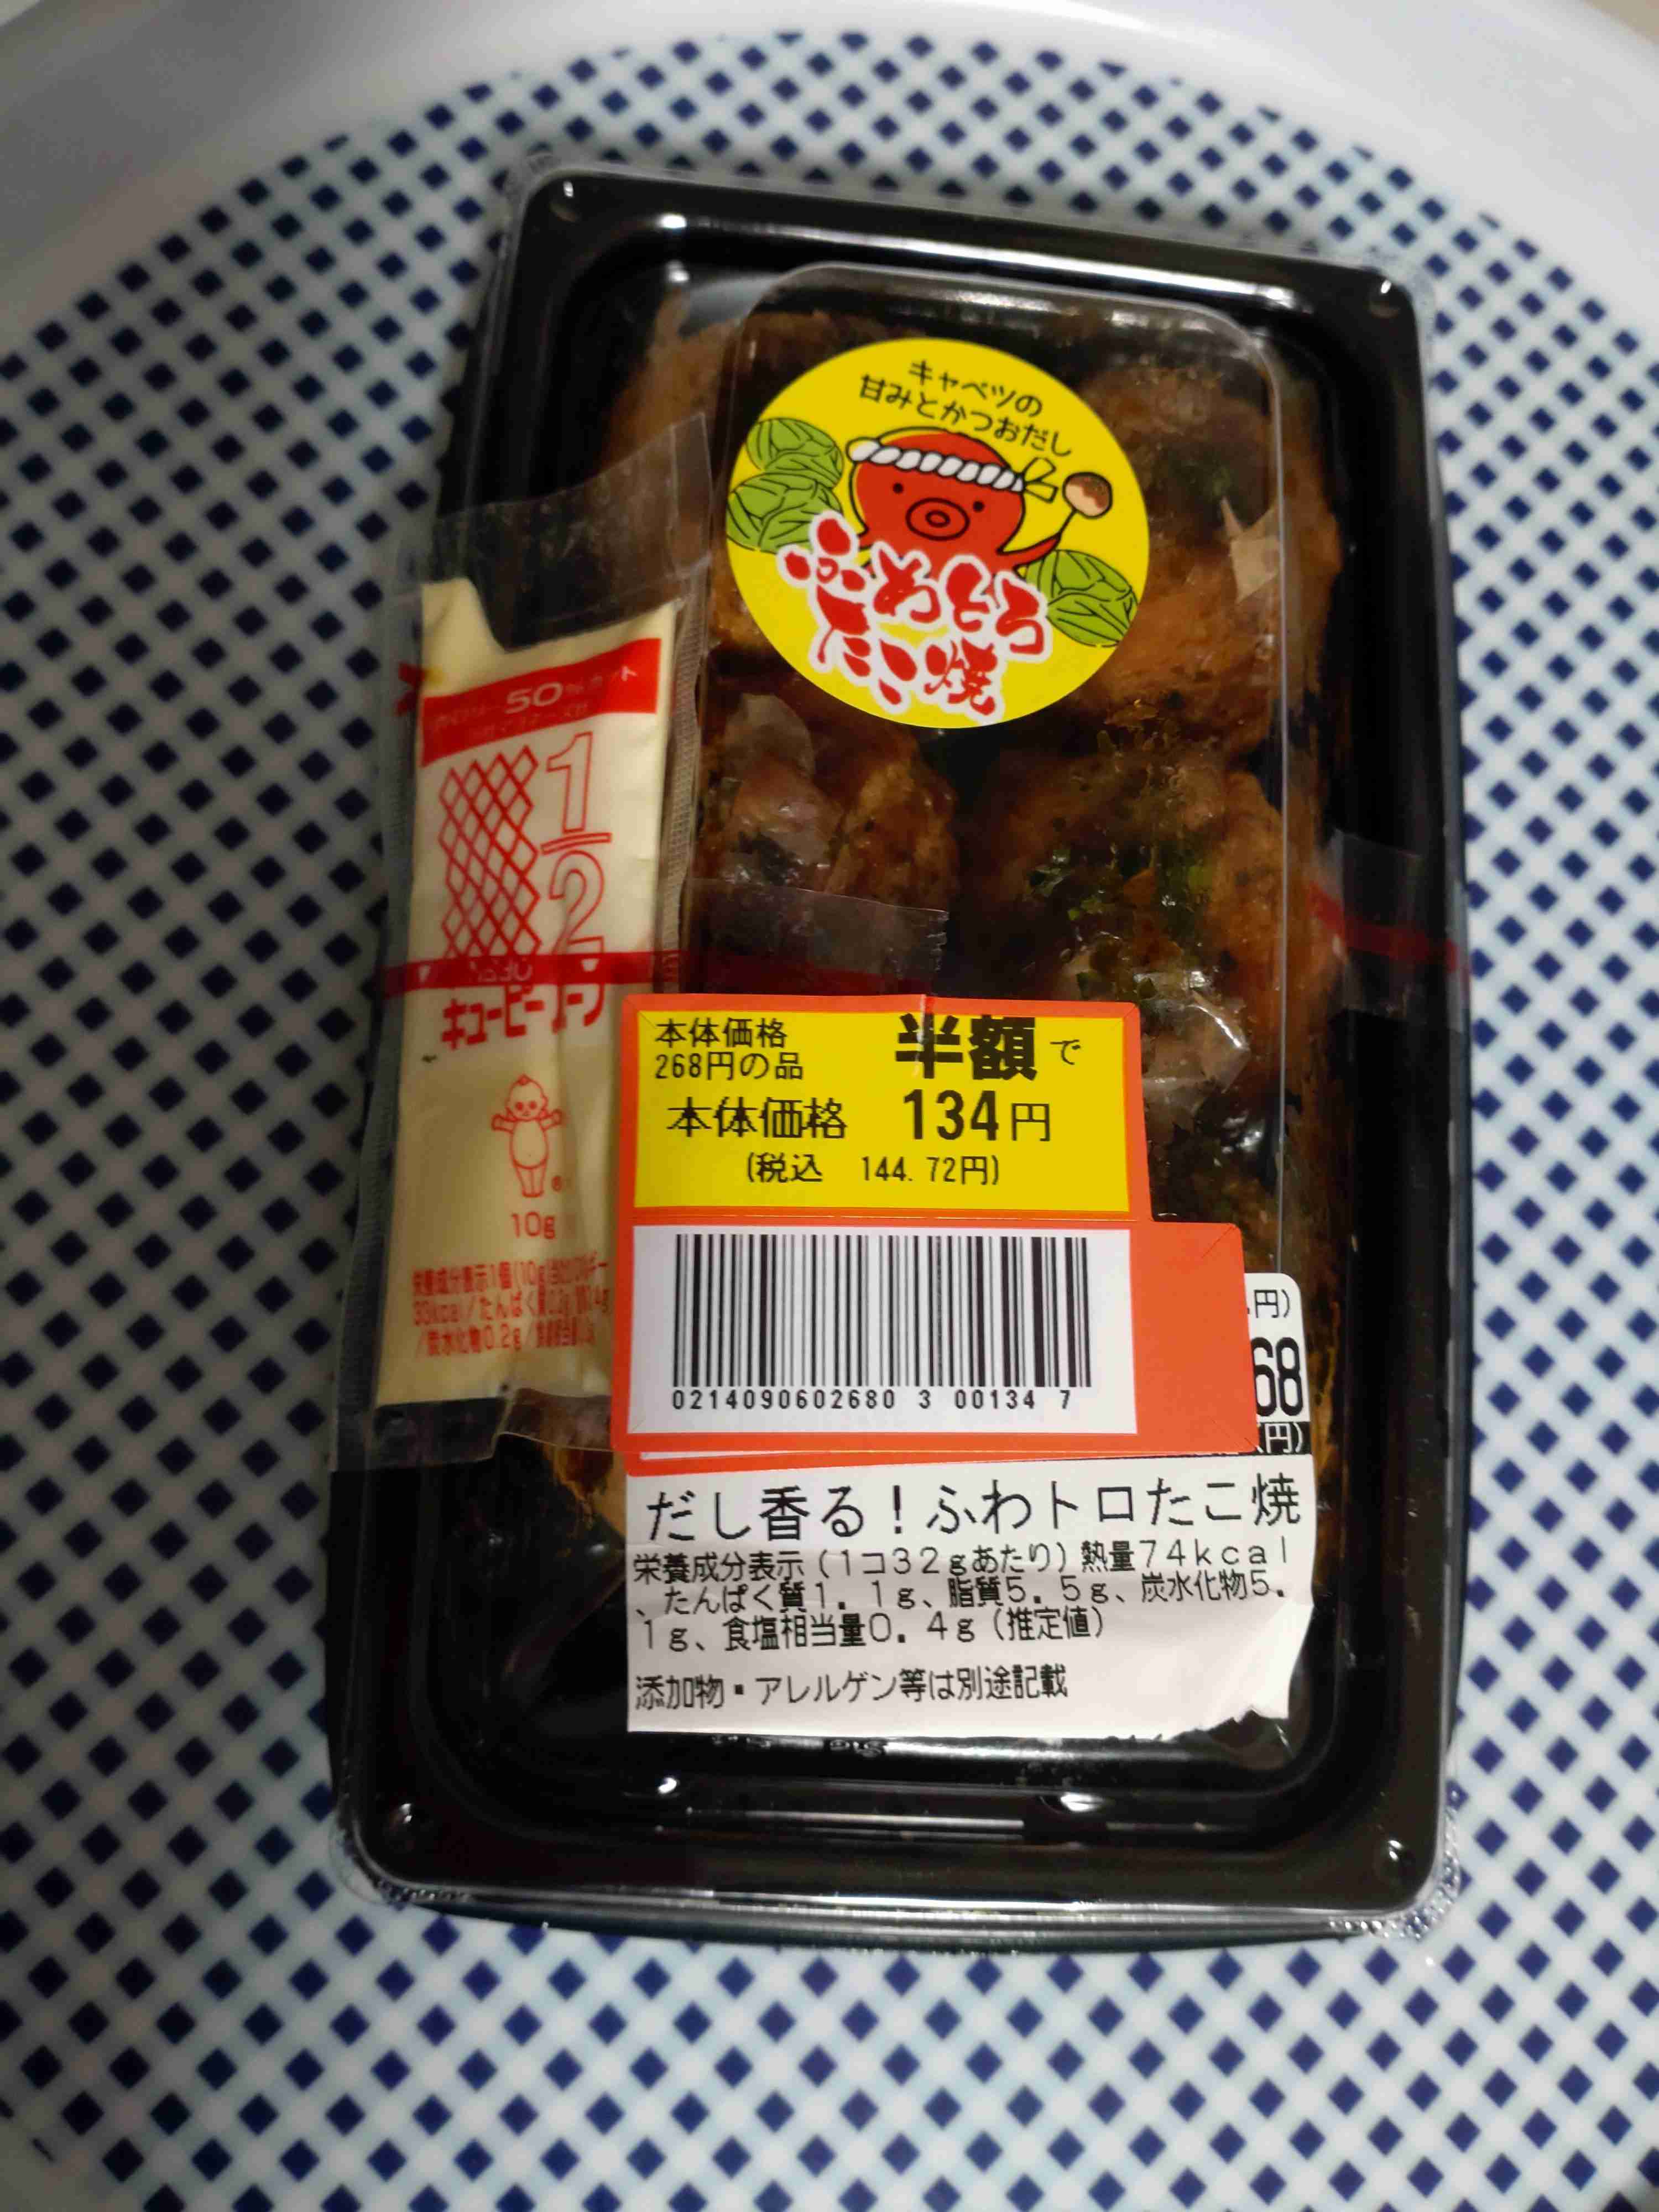 キャベツの
甘みとかつおだし
ふわとろ
たこ焼
50%カット
1/2
キユーピーハーフ
10g
本体価格
268円の品
半額で
本体価格 134円
(税込 144.72円)
0214090602680 3 00134 7
円)
68
円)
だし香る!ふわトロたこ焼
栄養成分表示(1コ32gあたり)熱量74kcal
、たんぱく質1.1g、脂質5.5g、炭水化物5.
1g、食塩相当量0.4g(推定値)
添加物・アレルゲン等は別途記載